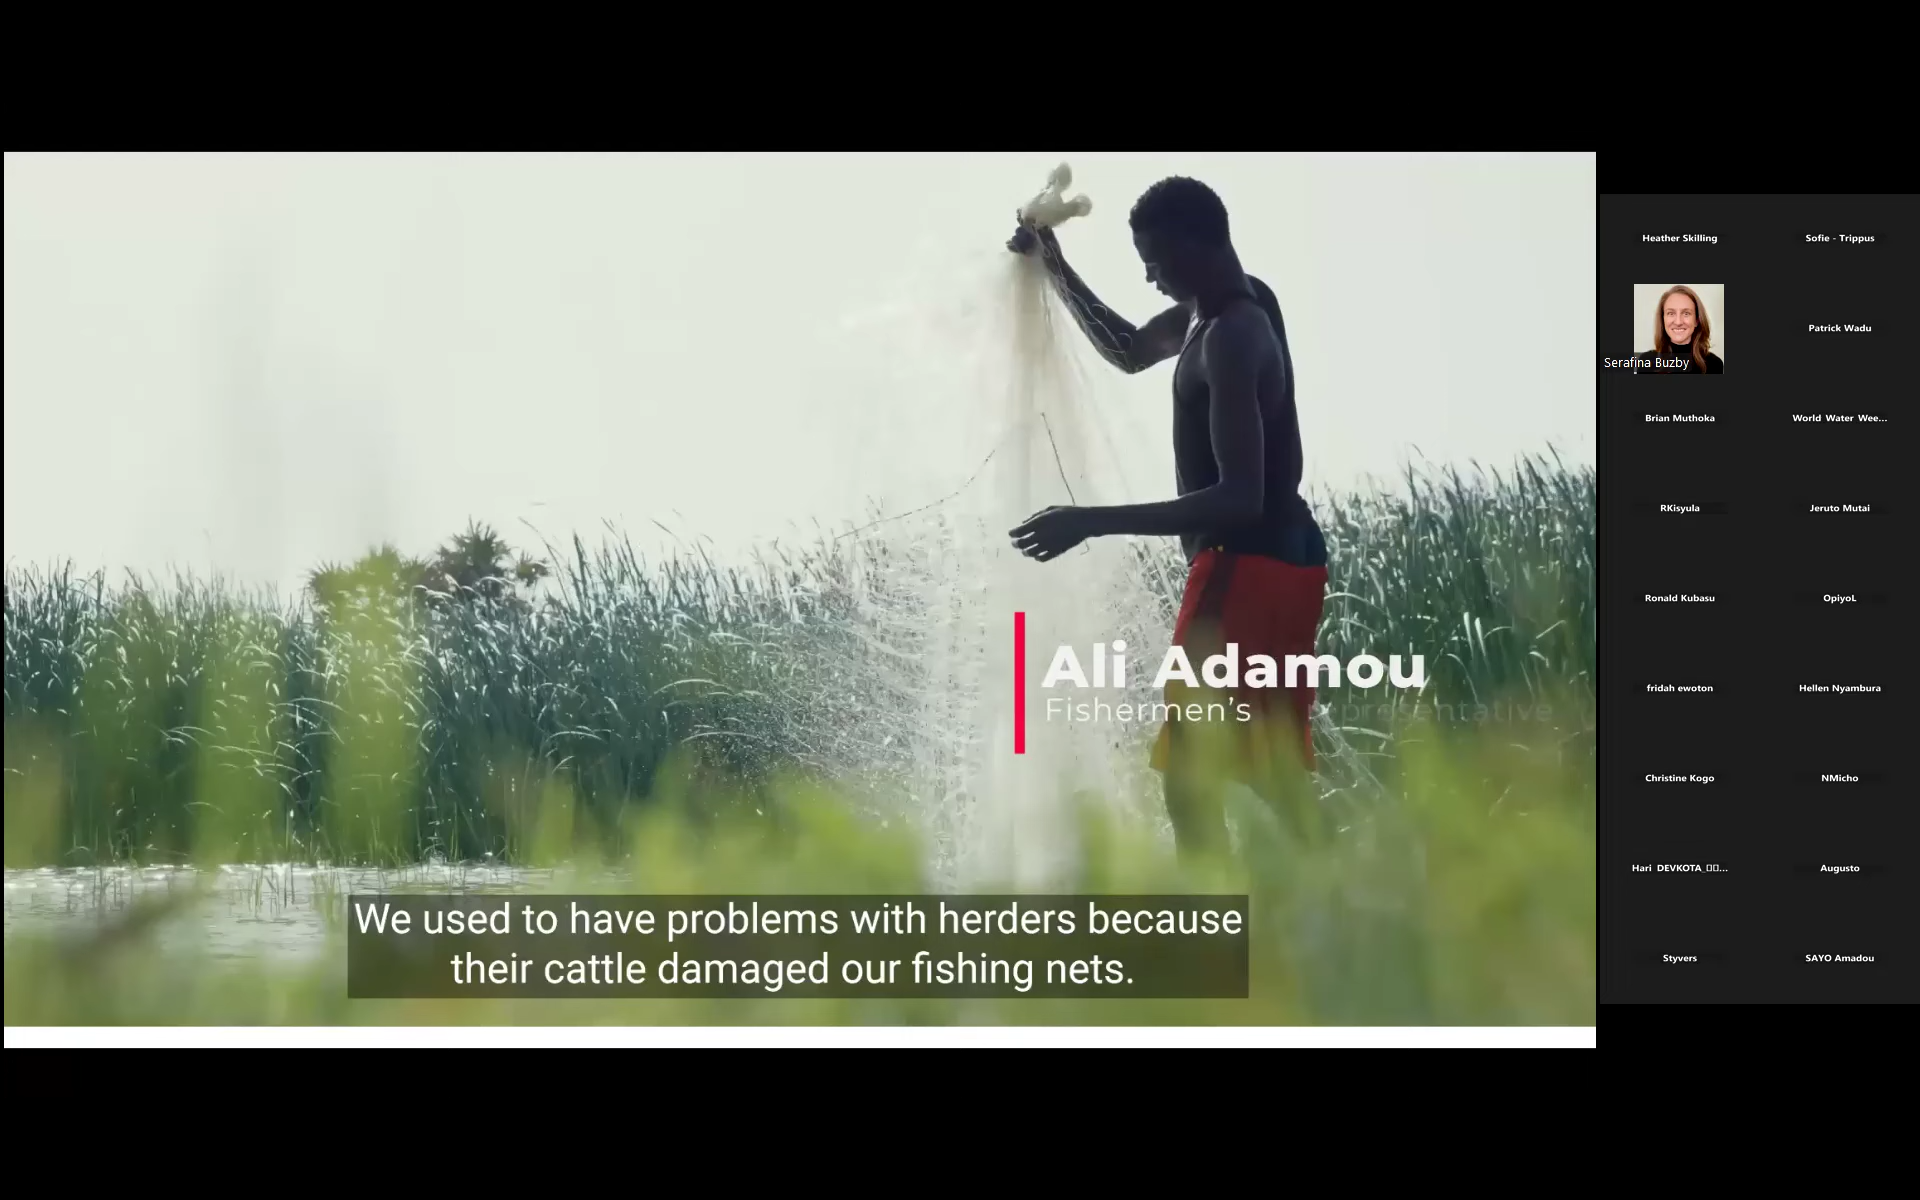 Ali Adamou
Fishermen's representative
We used to have problems with herders because
their cattle damaged our fishing nets.
Heather Skilling
Sofie - Trippus
Serafina Buzby
Patrick Wadu
Brian Muthoka
World Water Wee...
RKisyula
Jeruto Mutai
Ronald Kubasu
OpiyoL
fridah ewoton
Hellen Nyambura
Christine Kogo
NMicho
Hari DEVKOTA_▯▯...
Augusto
Styvers
SAYO Amadou